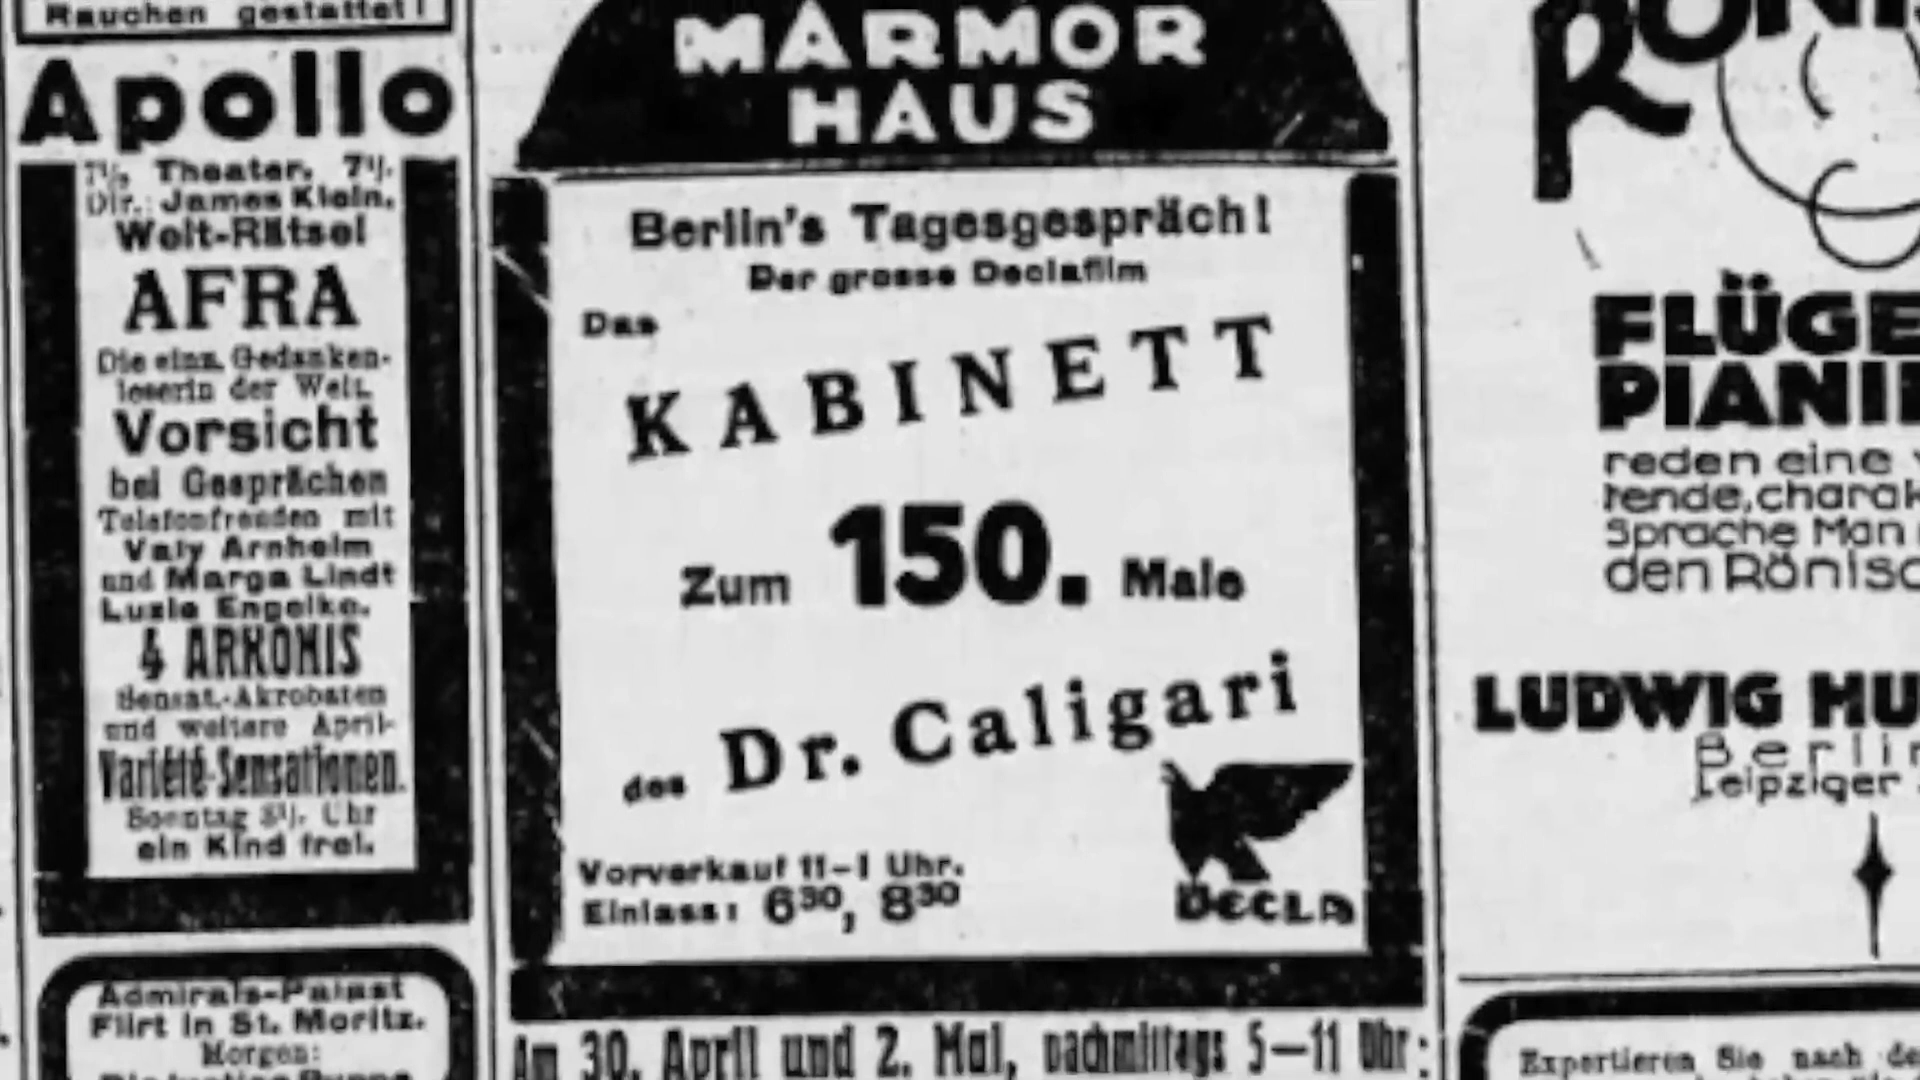 Rauchen gestattet!
Apollo
7½ Theater. 7½.
Dir.: James Klein.
Welt-Rätsel
AFRA
Die einz. Gedanken-
leserin der Welt.
Vorsicht
bei Gesprächen
Telefonfreuden mit
Valy Arnheim
und Marga Lindt
Luzie Engelke.
4 ARKONIS
Sensat.-Akrobaten
und weitere April-
Varieté-Sensationen.
Sonntag 3½. Uhr
ein Kind frei.
Admirals-Palast
Flirt in St. Moritz.
Morgen:
MARMOR
HAUS
Berlin's Tagesgespräch!
Der grosse Declafilm
Das
KABINETT
Zum 150. Male
des Dr. Caligari
Vorverkauf 11-1 Uhr.
Einlass: 6³⁰, 8³⁰
DECLA
Am 30. April und 2. Mai, nachmittags 5-11 Uhr:
RÖNIS
FLÜGE
PIANI
reden eine
tende, charak
Sprache Man
den Rönisc
LUDWIG HU
Berlin
Leipziger
Expertieren Sie nach de